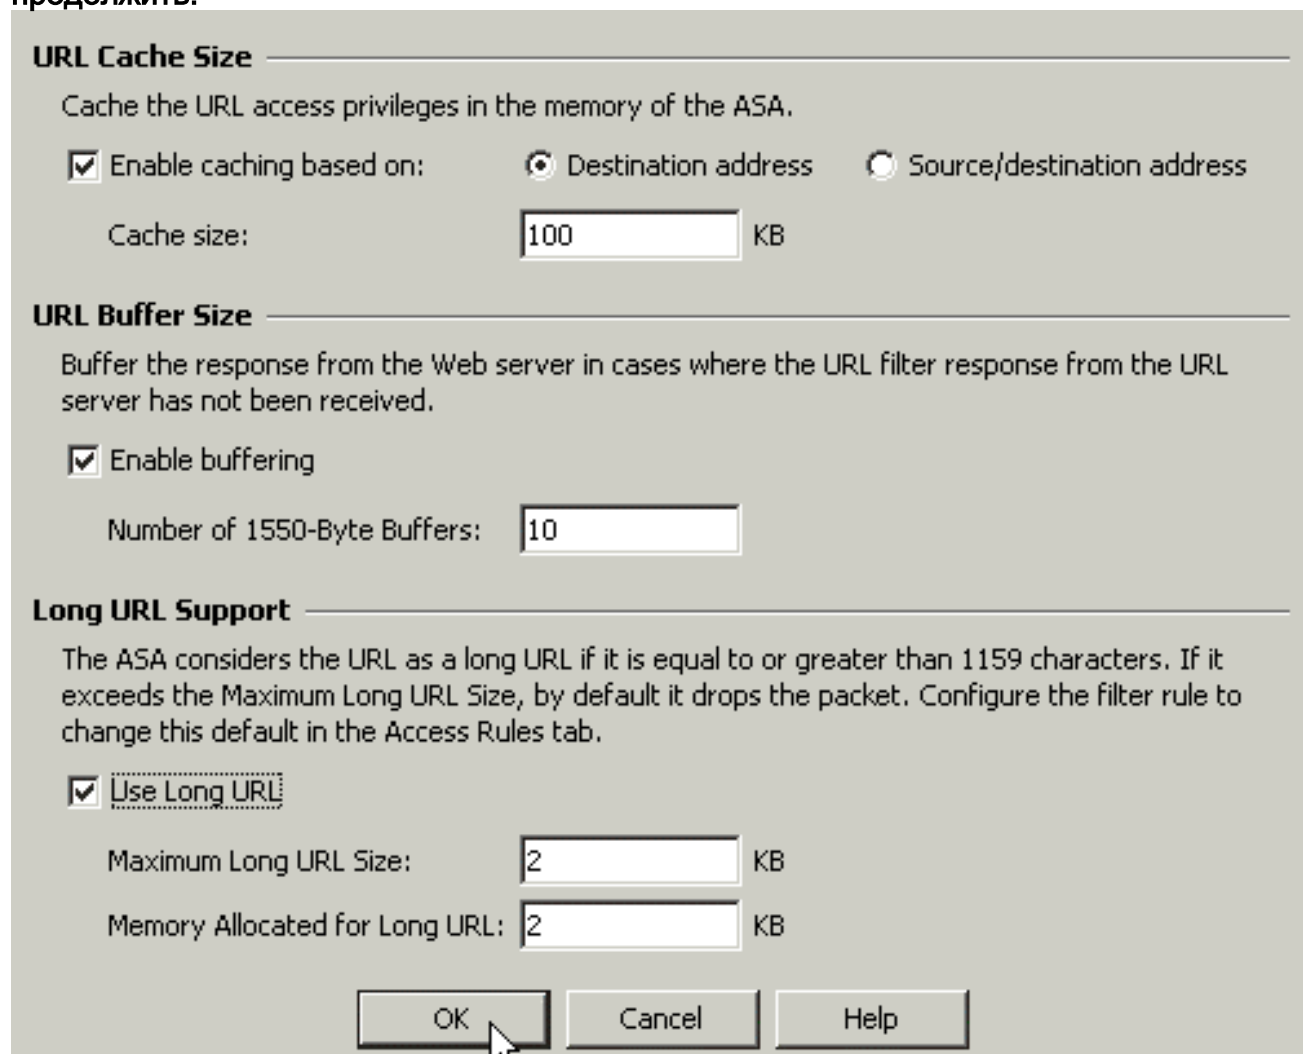 продолжить.
URL Cache Size
Cache the URL access privileges in the memory of the ASA.
Enable caching based on: Destination address Source/destination address
Cache size: 100 KB
URL Buffer Size
Buffer the response from the Web server in cases where the URL filter response from the URL
server has not been received.
Enable buffering
Number of 1550-Byte Buffers: 10
Long URL Support
The ASA considers the URL as a long URL if it is equal to or greater than 1159 characters. If it
exceeds the Maximum Long URL Size, by default it drops the packet. Configure the filter rule to
change this default in the Access Rules tab.
Use Long URL
Maximum Long URL Size: 2 KB
Memory Allocated for Long URL: 2 KB
OK Cancel Help